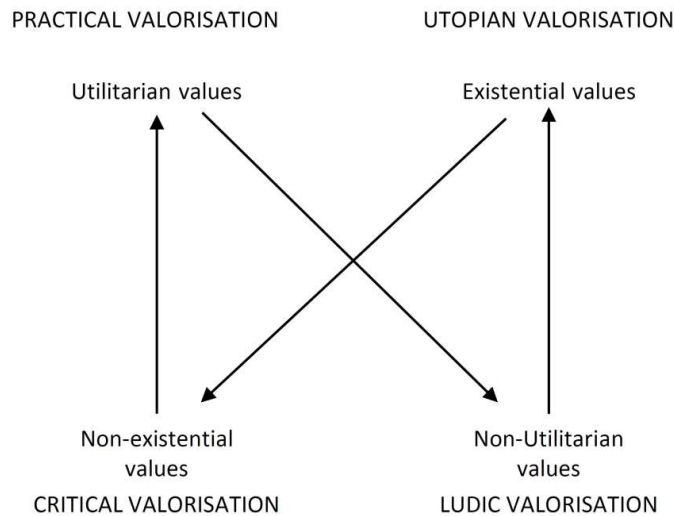 PRACTICAL VALORISATION
UTOPIAN VALORISATION
Utilitarian values
Existential values
Non-existential
values
Non-Utilitarian
values
CRITICAL VALORISATION
LUDIC VALORISATION